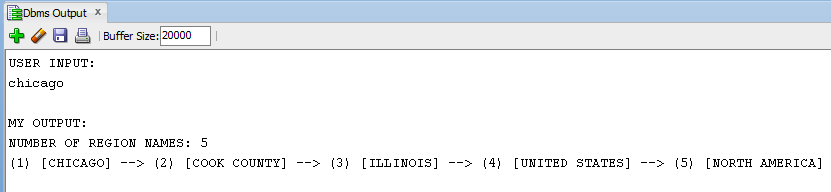 Dbms Output x
Buffer Size: 20000
USER INPUT:
chicago
MY OUTPUT:
NUMBER OF REGION NAMES: 5
(1) [CHICAGO] --> (2) [COOK COUNTY] --> (3) [ILLINOIS] --> (4) [UNITED STATES] --> (5) [NORTH AMERICA]